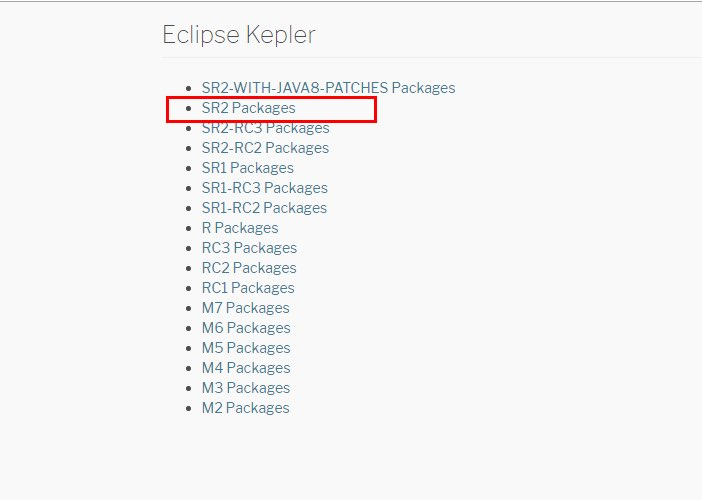 Eclipse Kepler
SR2-WITH-JAVA8-PATCHES Packages
SR2 Packages
SR2-RC3 Packages
SR2-RC2 Packages
SR1 Packages
SR1-RC3 Packages
SR1-RC2 Packages
R Packages
RC3 Packages
RC2 Packages
RC1 Packages
M7 Packages
M6 Packages
M5 Packages
M4 Packages
M3 Packages
M2 Packages